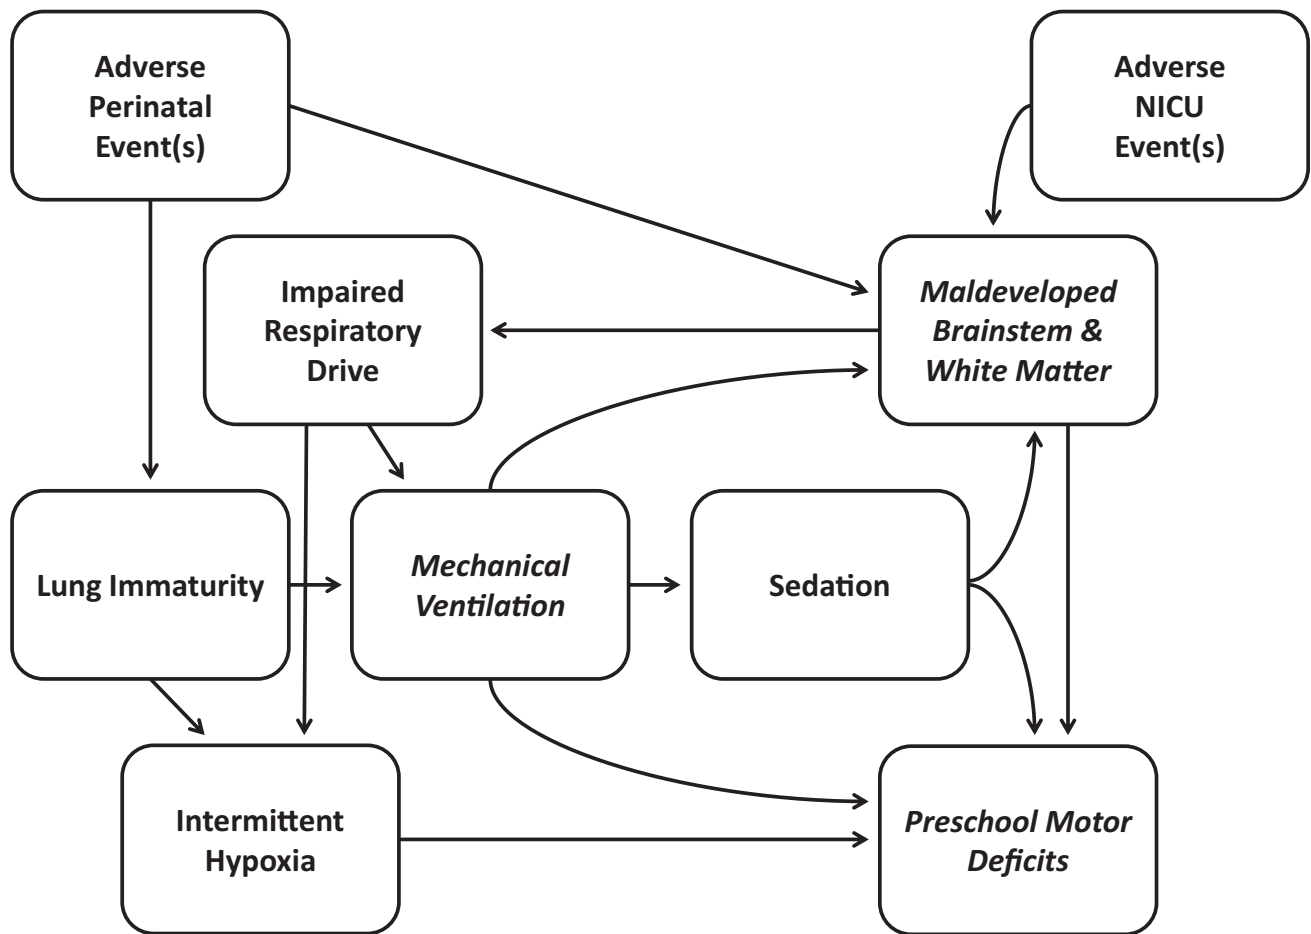 Adverse
Perinatal
Event(s)
Adverse
NICU
Event(s)
Impaired
Respiratory
Drive
Maldeveloped
Brainstem &
White Matter
Lung Immaturity
Mechanical
Ventilation
Sedation
Intermittent
Hypoxia
Preschool Motor
Deficits